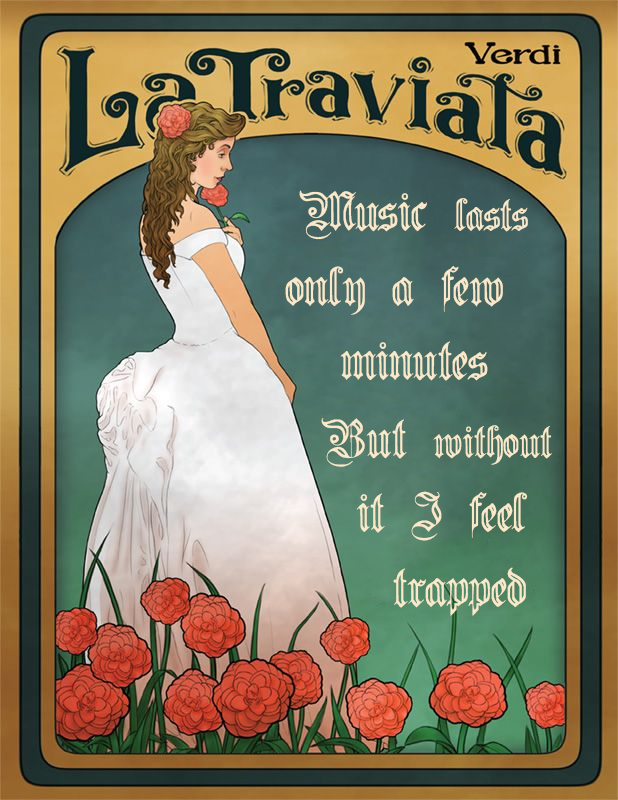 Verdi
La Traviata
Music lasts
only a few
minutes
But without
it I feel
trapped